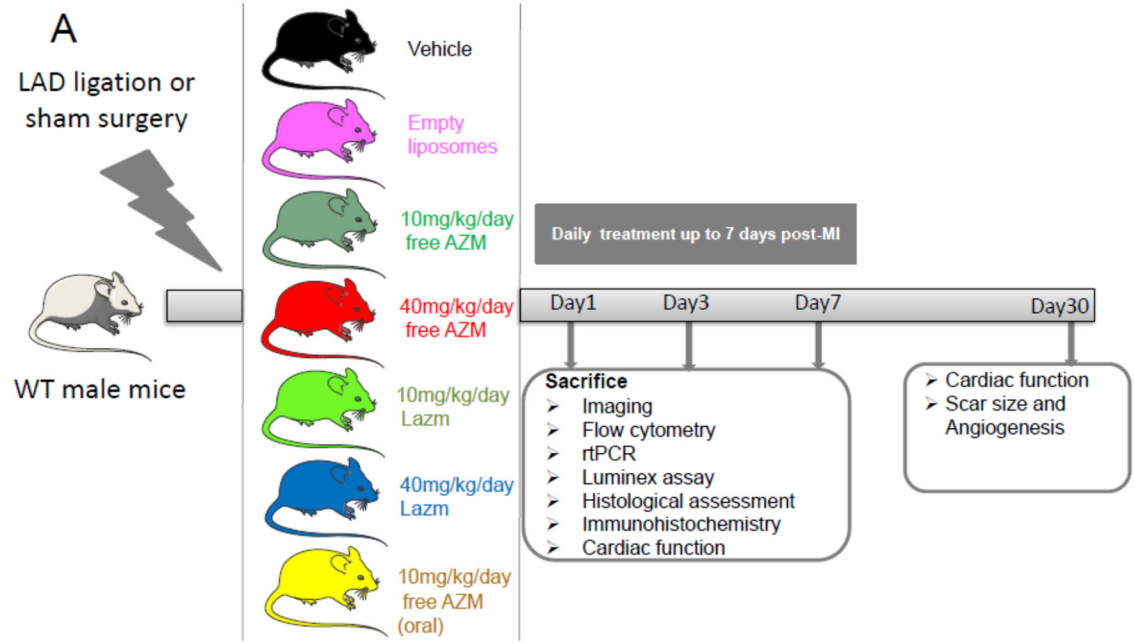 A
LAD ligation or
sham surgery
WT male mice
Vehicle
Empty
liposomes
10mg/kg/day
free AZM
40mg/kg/day
free AZM
10mg/kg/day
Lazm
40mg/kg/day
Lazm
10mg/kg/day
free AZM
(oral)
Daily treatment up to 7 days post-MI
Day1
Day3
Day7
Day30
Sacrifice
➢ Imaging
➢ Flow cytometry
➢ rtPCR
➢ Luminex assay
➢ Histological assessment
➢ Immunohistochemistry
➢ Cardiac function
➢ Cardiac function
➢ Scar size and
Angiogenesis